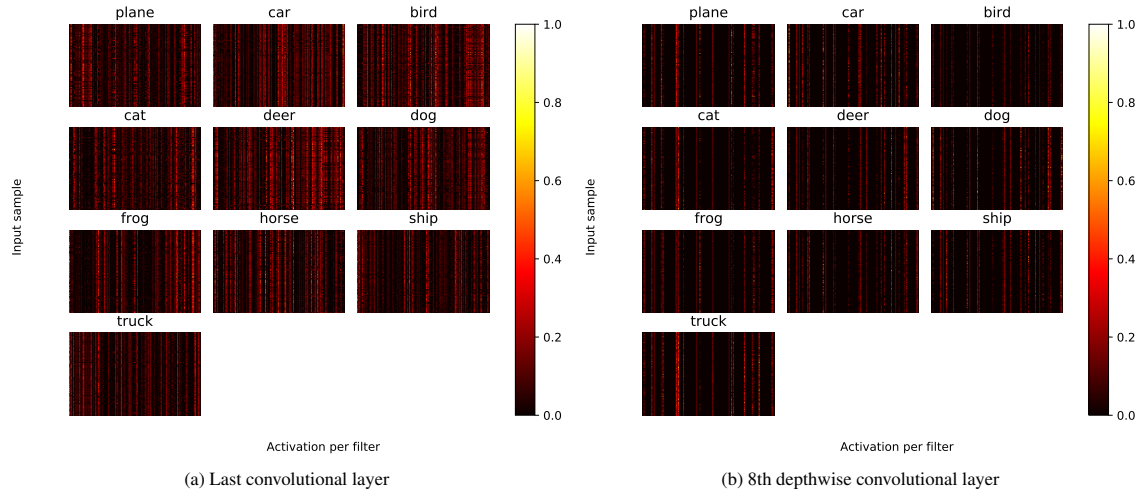 plane car bird
1.0
0.8
cat deer dog
0.6
Input sample
frog horse ship
0.4
truck
0.2
0.0
Activation per filter
(a) Last convolutional layer
plane car bird
1.0
0.8
cat deer dog
0.6
Input sample
frog horse ship
0.4
truck
0.2
0.0
Activation per filter
(b) 8th depthwise convolutional layer